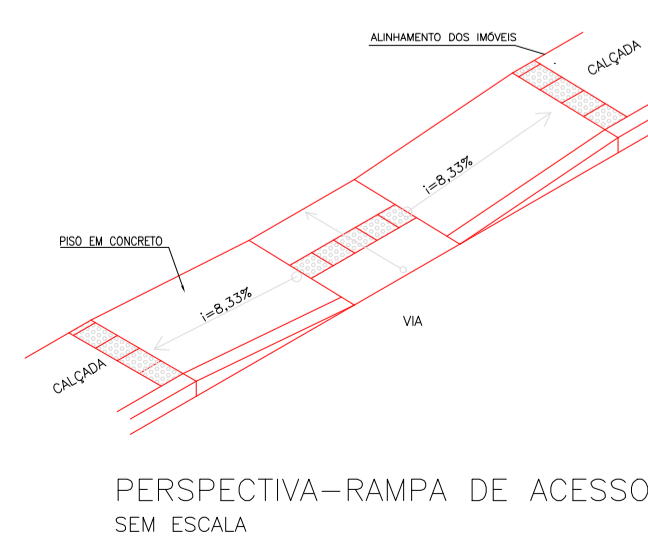 ALINHAMENTO DOS IMÓVEIS
CALÇADA
i=8,33%
PISO EM CONCRETO
i=8,33%
VIA
CALÇADA
PERSPECTIVA-RAMPA DE ACESSO
SEM ESCALA